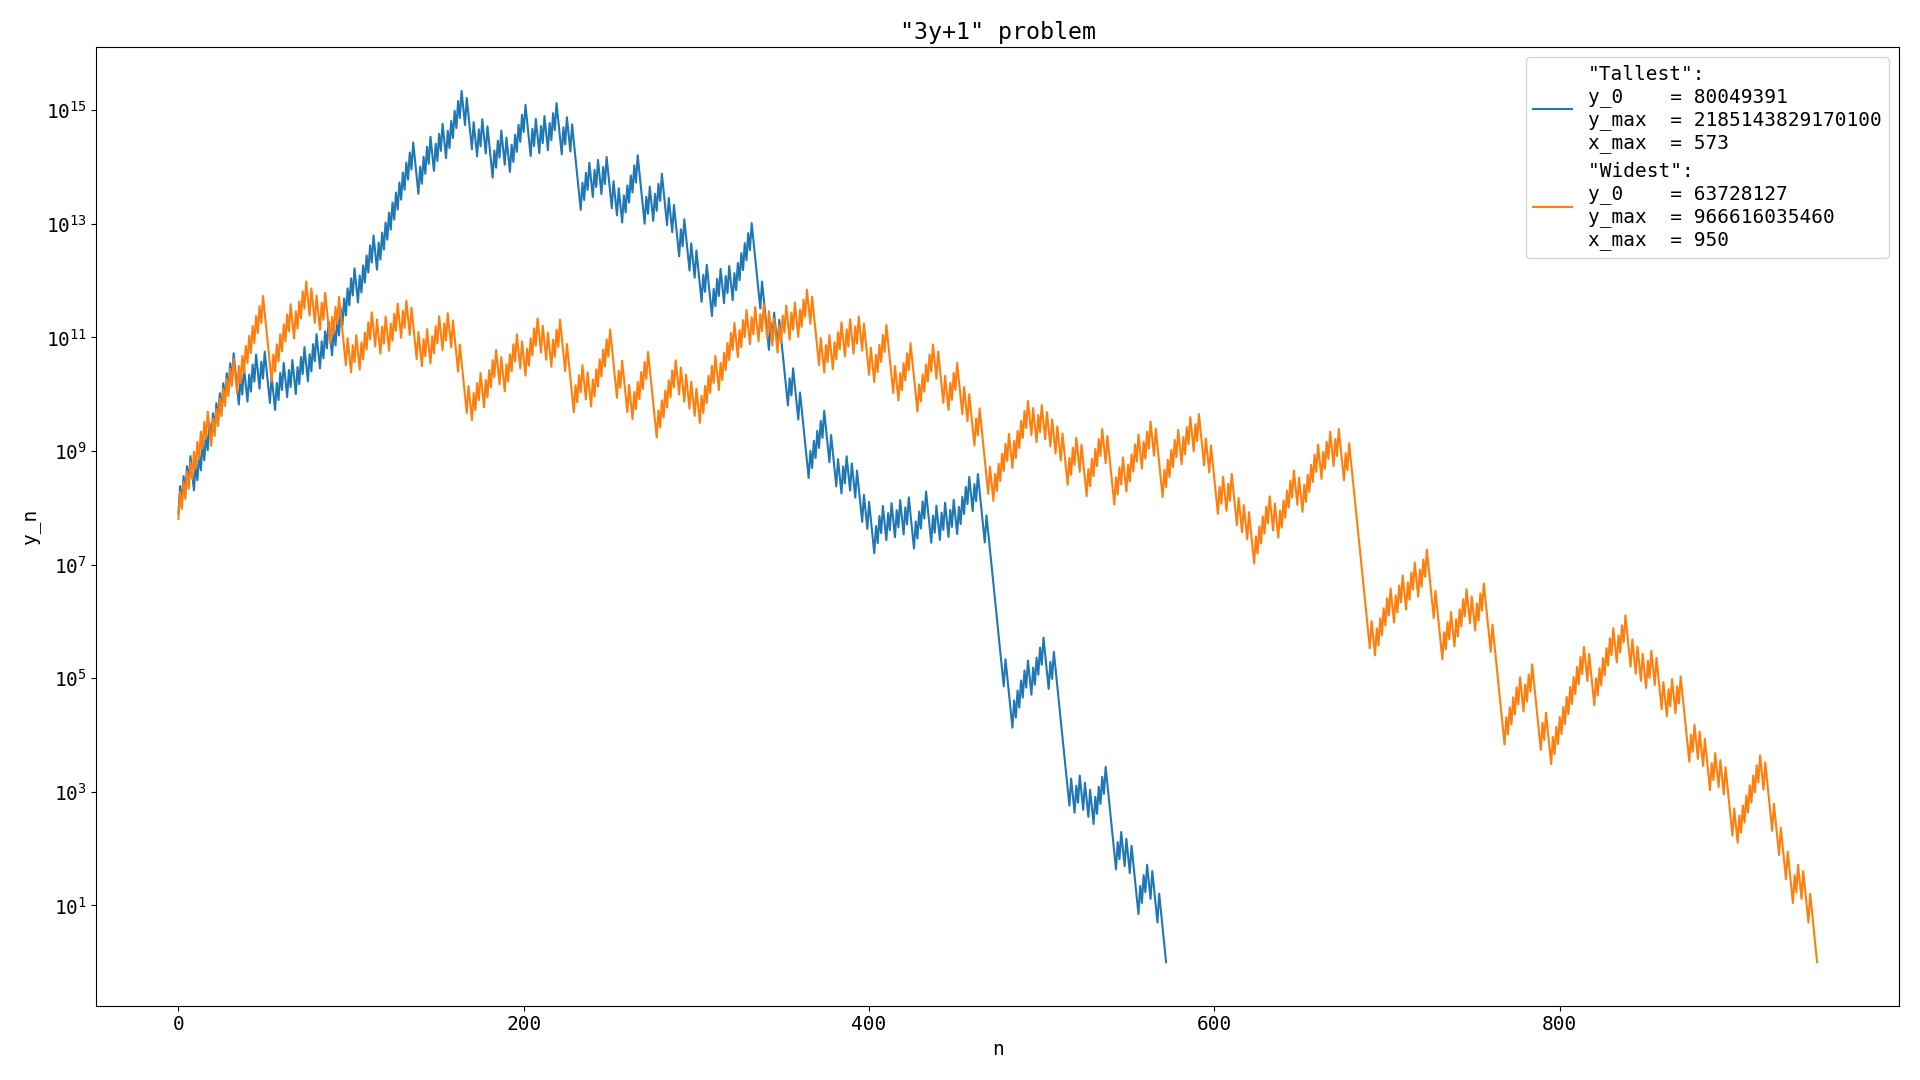 "3y+1" problem
"Tallest":
y_0    = 80049391
y_max  = 2185143829170100
x_max  = 573
"Widest":
y_0    = 63728127
y_max  = 966616035460
x_max  = 950
10^15
10^13
10^11
10^9
10^7
10^5
10^3
10^1
y_n
0 200 400 600 800
n